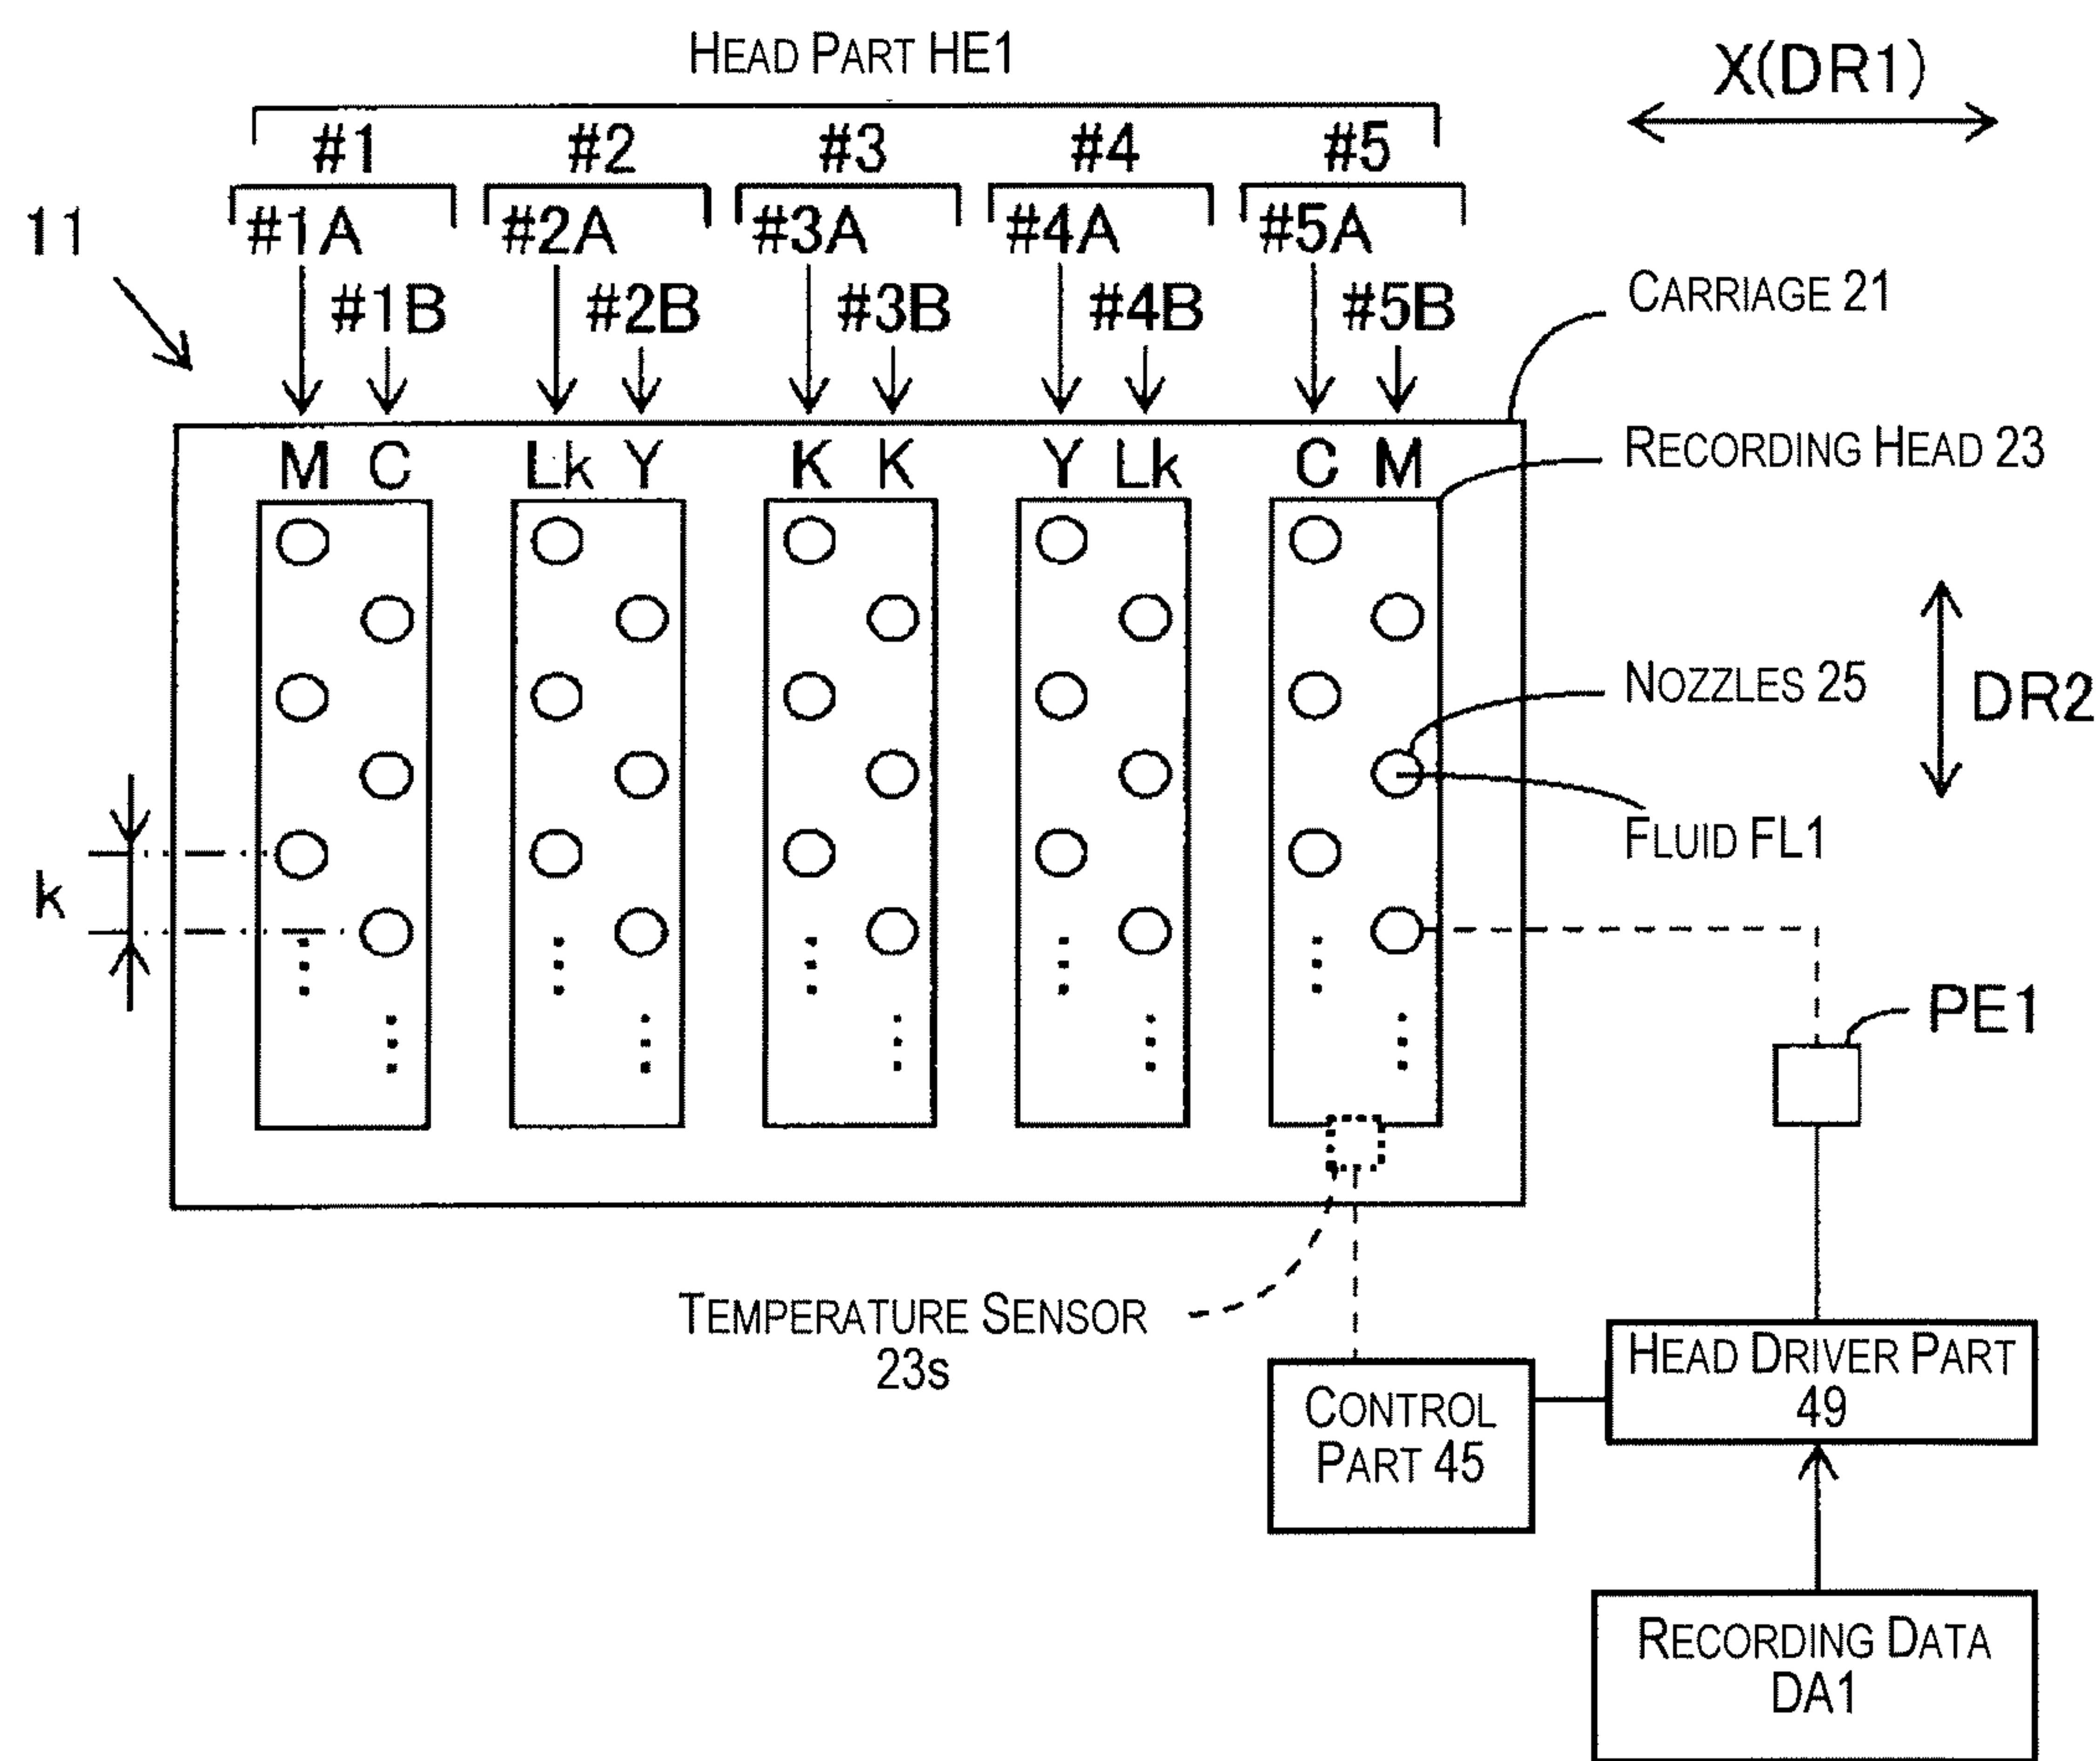 HEAD PART HE1
X(DR1)
#1 #2 #3 #4 #5
11
#1A #2A #3A #4A #5A
#1B #2B #3B #4B #5B
CARRIAGE 21
M C Lk Y K K Y Lk C M
RECORDING HEAD 23
NOZZLES 25
DR2
FLUID FL1
k
PE1
TEMPERATURE SENSOR
23s
HEAD DRIVER PART
49
CONTROL
PART 45
RECORDING DATA
DA1